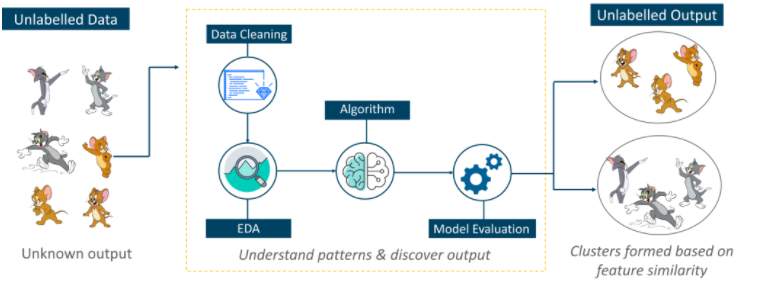 Unlabelled Data
Unlabelled Output
Data Cleaning
Algorithm
EDA
Model Evaluation
Unknown output
Understand patterns & discover output
Clusters formed based on
feature similarity